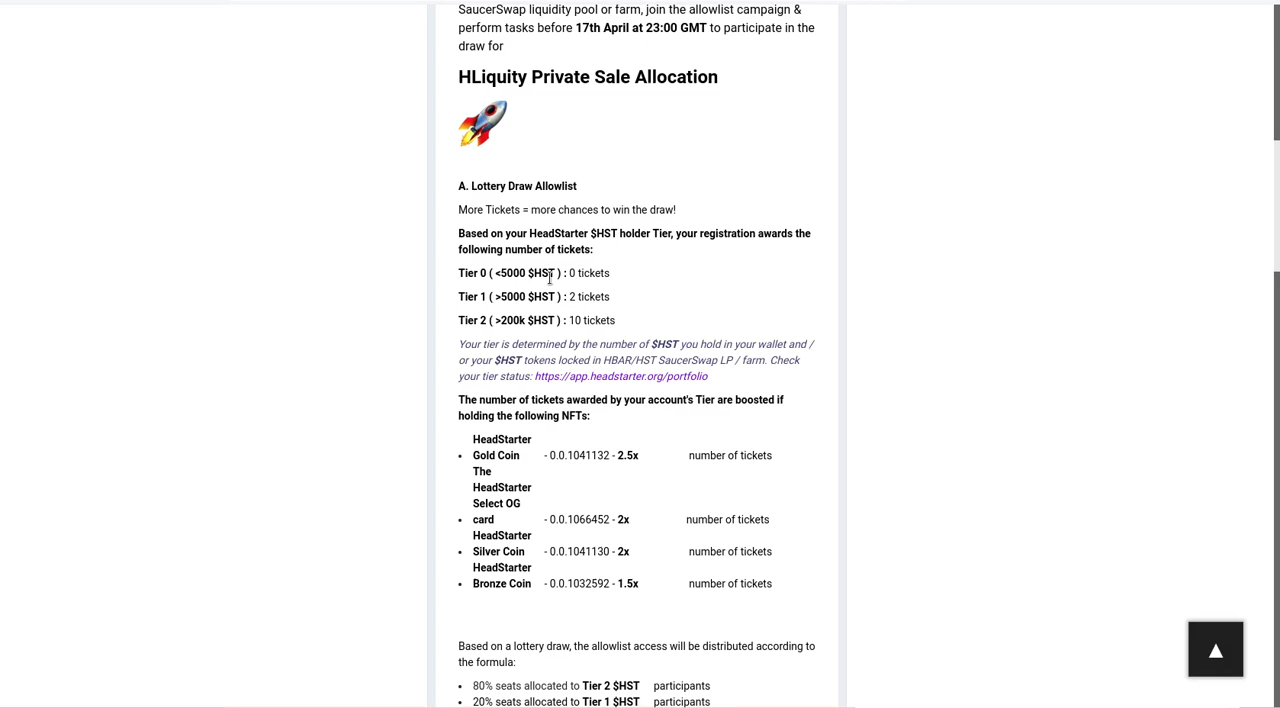 SaucerSwap liquidity pool or farm, join the allowlist campaign &
perform tasks before 17th April at 23:00 GMT to participate in the
draw for
HLiquity Private Sale Allocation
A. Lottery Draw Allowlist
More Tickets = more chances to win the draw!
Based on your HeadStarter $HST holder Tier, your registration awards the
following number of tickets:
Tier 0 ( <5000 $HST ) : 0 tickets
Tier 1 ( >5000 $HST ) : 2 tickets
Tier 2 ( >200k $HST ) : 10 tickets
Your tier is determined by the number of $HST you hold in your wallet and /
or your $HST tokens locked in HBAR/HST SaucerSwap LP / farm. Check
your tier status: https://app.headstarter.org/portfolio
The number of tickets awarded by your account's Tier are boosted if
holding the following NFTs:
HeadStarter
• Gold Coin - 0.0.1041132 - 2.5x number of tickets
The
HeadStarter
Select OG
• card - 0.0.1066452 - 2x number of tickets
HeadStarter
• Silver Coin - 0.0.1041130 - 2x number of tickets
HeadStarter
• Bronze Coin - 0.0.1032592 - 1.5x number of tickets
Based on a lottery draw, the allowlist access will be distributed according to
the formula:
• 80% seats allocated to Tier 2 $HST participants
• 20% seats allocated to Tier 1 $HST participants